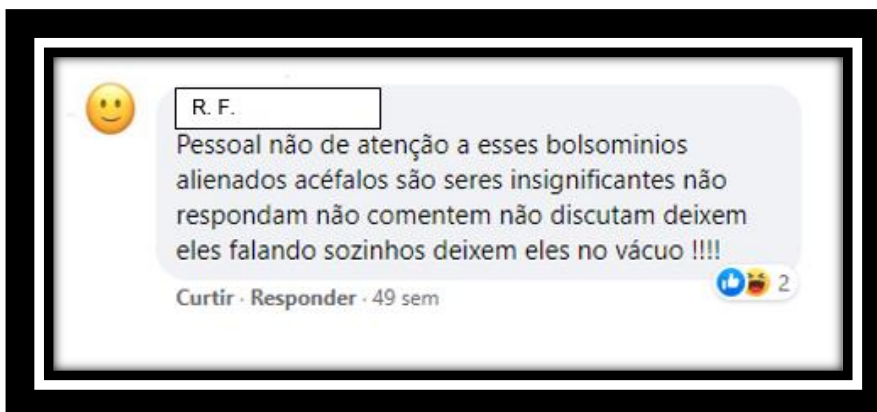 R. F.
Pessoal não de atenção a esses bolsominios
alienados acéfalos são seres insignificantes não
respondam não comentem não discutam deixem
eles falando sozinhos deixem eles no vácuo !!!!
2
Curtir · Responder · 49 sem